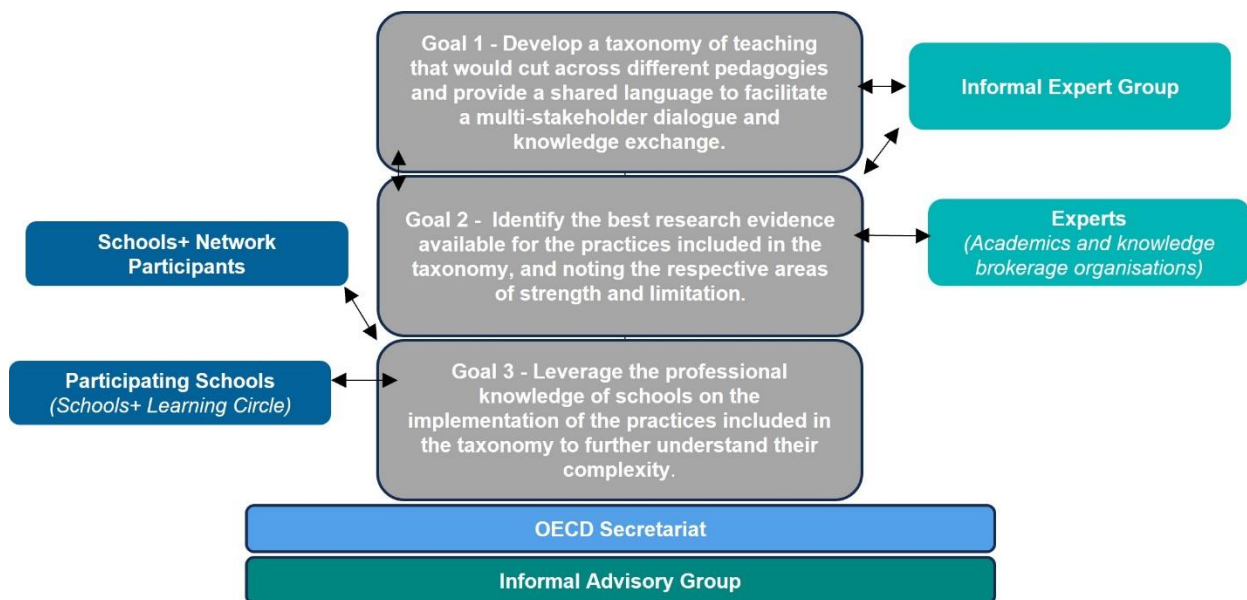 Goal 1 - Develop a taxonomy of teaching
that would cut across different pedagogies
and provide a shared language to facilitate
a multi-stakeholder dialogue and
knowledge exchange.
Informal Expert Group
Goal 2 - Identify the best research evidence
available for the practices included in the
taxonomy, and noting the respective areas
of strength and limitation.
Schools+ Network
Participants
Experts
(Academics and knowledge
brokerage organisations)
Goal 3 - Leverage the professional
knowledge of schools on the
implementation of the practices included in
the taxonomy to further understand their
complexity.
Participating Schools
(Schools+ Learning Circle)
OECD Secretariat
Informal Advisory Group